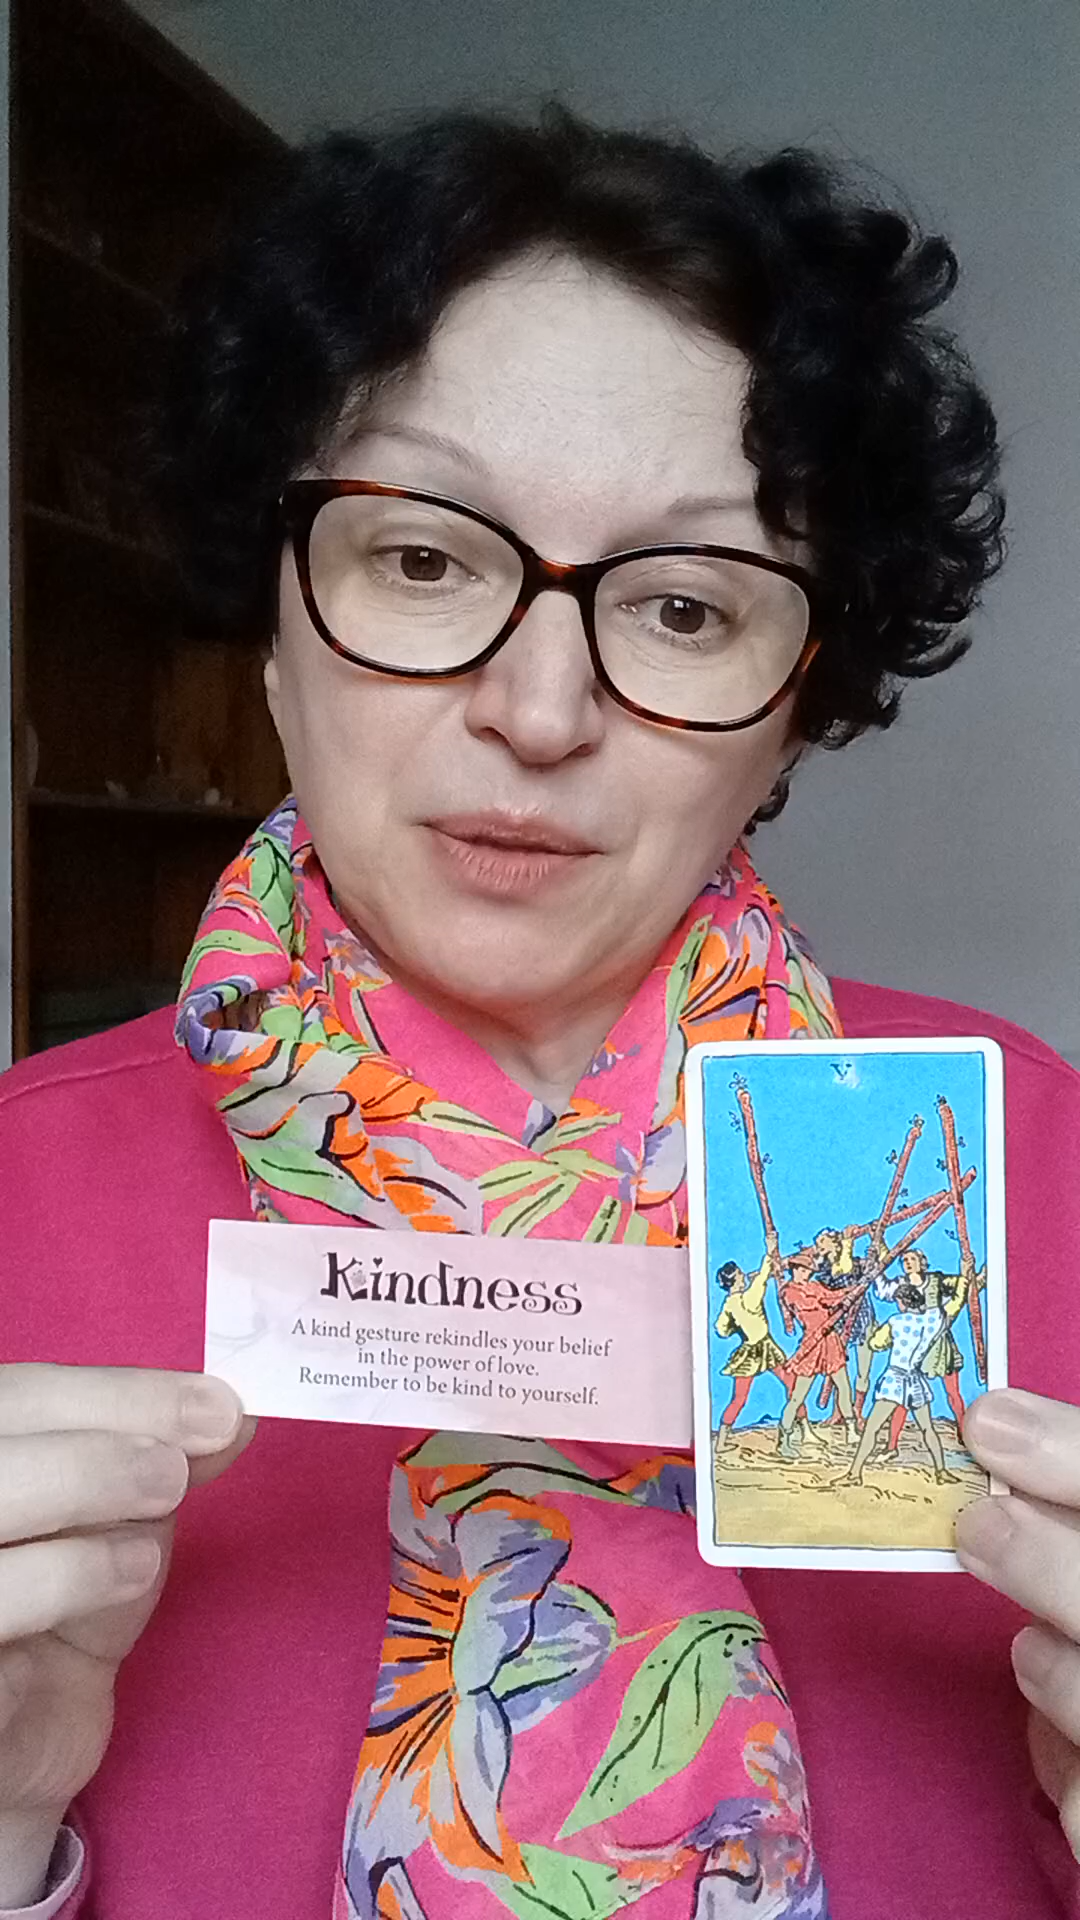 Kindness
A kind gesture rekindles your belief
in the power of love.
Remember to be kind to yourself.
V